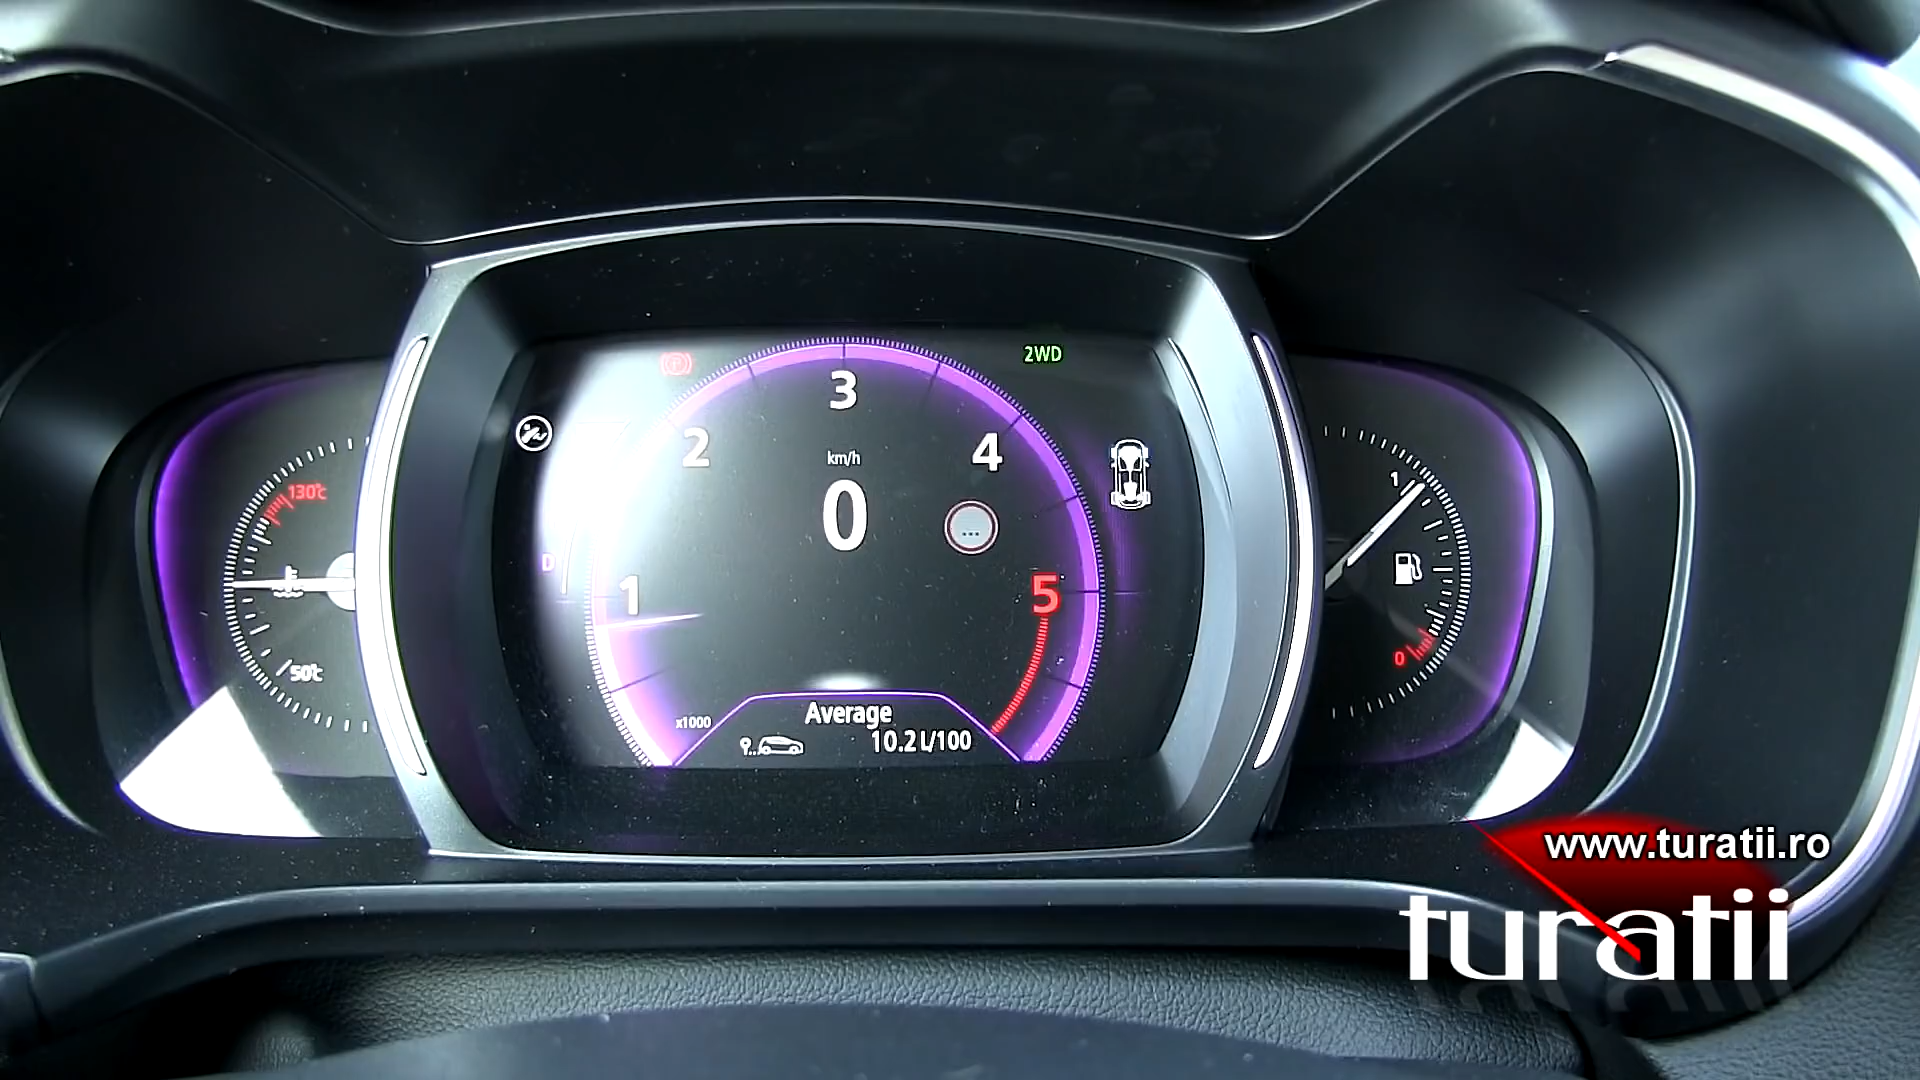 2WD
3
2
4
km/h
0
...
130°C
1
D
1
5
50°C
0
x1000
Average
10.2 L/100
www.turatii.ro
turatii